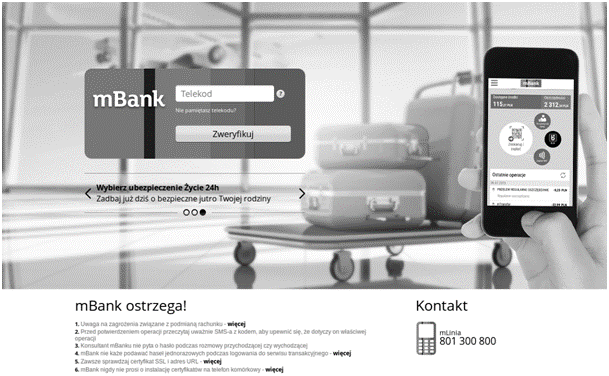 mBank
Telekod
?
Nie pamiętasz telekodu?
Zweryfikuj
Wybierz ubezpieczenie Życie 24h
Zadbaj już dziś o bezpieczne jutro Twojej rodziny
mBank
Ostatnie operacje
mBank ostrzega!
1. Uwaga na zagrożenia związane z podmianą rachunku - więcej
2. Przed potwierdzeniem operacji przeczytaj uważnie SMS-a z kodem, aby upewnić się, że dotyczy on właściwej
operacji
3. Konsultant mBanku nie pyta o hasło podczas rozmowy przychodzącej czy wychodzącej
4. mBank nie każe podawać haseł jednorazowych podczas logowania do serwisu transakcyjnego - więcej
5. Zawsze sprawdzaj certyfikat SSL i adres URL - więcej
6. mBank nigdy nie prosi o instalację certyfikatów na telefon komórkowy - więcej
Kontakt
mLinia
801 300 800